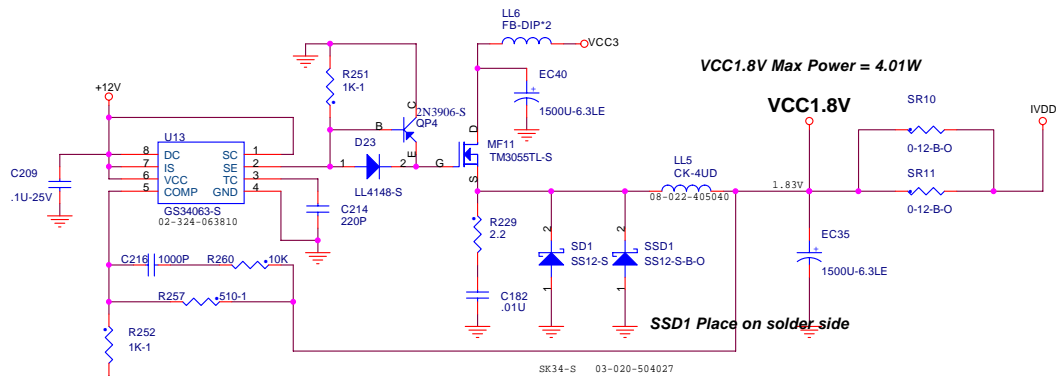 LL6
FB-DIP*2
VCC3
VCC1.8V Max Power = 4.01W
R251
1K-1
C
2N3906-S
QP4
B
E
EC40
1500U-6.3LE
+12V
VCC1.8V
SR10
IVDD
0-12-B-O
U13
8 DC SC 1
7 IS SE 2
6 VCC TC 3
5 COMP GND 4
GS34063-S
02-324-063810
D23
1 2
LL4148-S
D
G
S
MF11
TM3055TL-S
LL5
CK-4UD
08-022-405040
1.83V
SR11
0-12-B-O
C209
.1U-25V
C214
220P
R229
2.2
2
SD1
SS12-S
1
2
SSD1
SS12-S-B-O
1
EC35
1500U-6.3LE
C216
1000P
R260
10K
R257
510-1
C182
.01U
R252
1K-1
SSD1 Place on solder side
SK34-S 03-020-504027